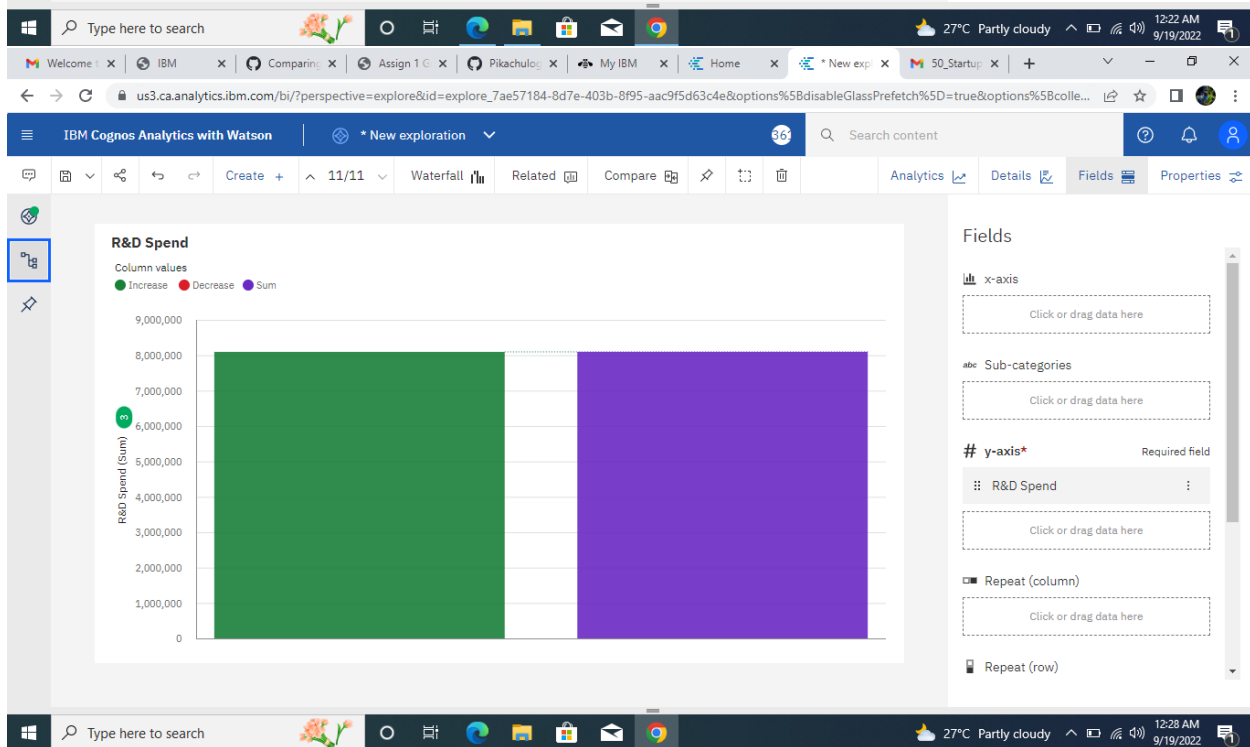 Type here to search
27°C Partly cloudy
12:22 AM
9/19/2022
1
Welcome t
IBM
Comparing
Assign 1 G
Pikachulog
My IBM
Home
* New expl
50_Startup
us3.ca.analytics.ibm.com/bi/?perspective=explore&id=explore_7ae57184-8d7e-403b-8f95-aac9f5d63c4e&options%5BdisableGlassPrefetch%5D=true&options%5Bcolle...
IBM Cognos Analytics with Watson
* New exploration
Search content
Create +
11/11
Waterfall
Related
Compare
Analytics
Details
Fields
Properties
R&D Spend
Column values
Increase Decrease Sum
9,000,000
8,000,000
7,000,000
6,000,000
5,000,000
4,000,000
3,000,000
2,000,000
1,000,000
0
R&D Spend (Sum)
3
Fields
x-axis
Click or drag data here
abc Sub-categories
Click or drag data here
# y-axis*
Required field
R&D Spend
Click or drag data here
Repeat (column)
Click or drag data here
Repeat (row)
Type here to search
27°C Partly cloudy
12:28 AM
9/19/2022
1